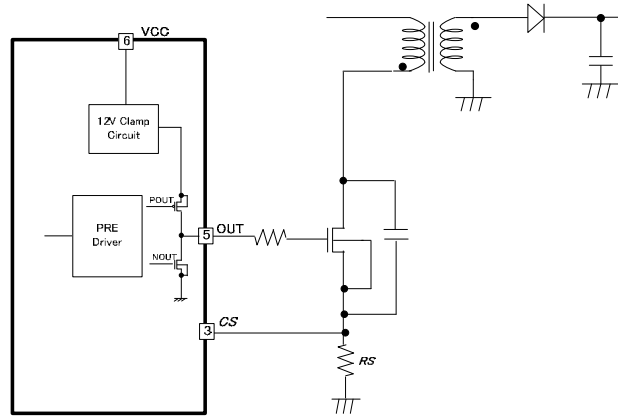 6 VCC
12V Clamp
Circuit
POUT
PRE
Driver
5 OUT
NOUT
3 CS
RS